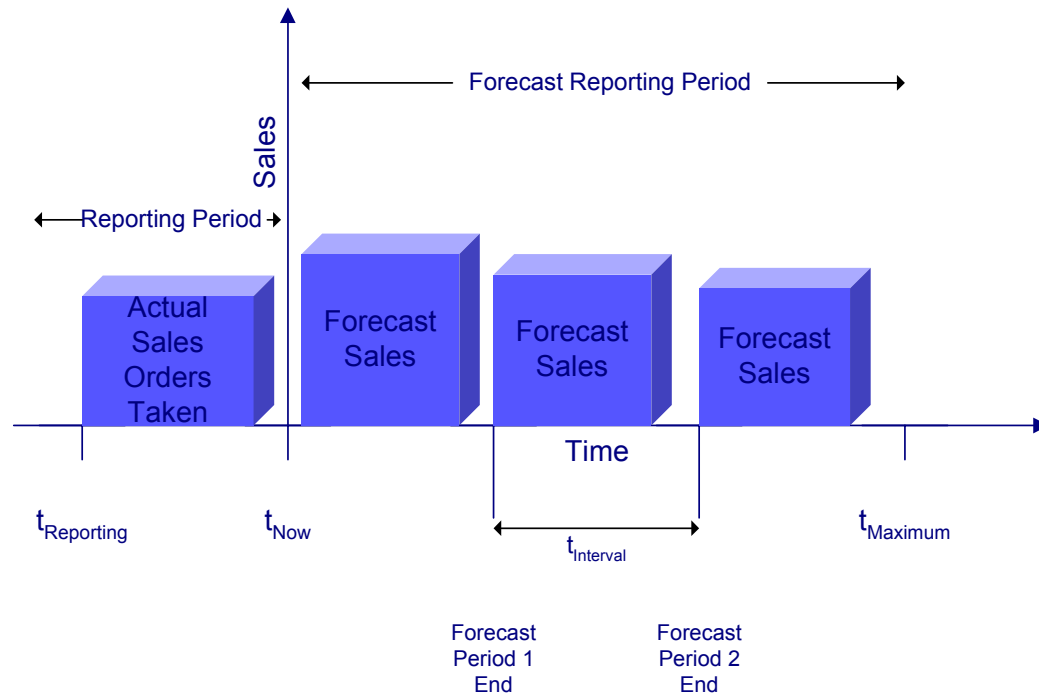 Forecast Reporting Period
Sales
Reporting Period
Actual
Sales
Orders
Taken
Forecast
Sales
Forecast
Sales
Forecast
Sales
Time
tReporting
tNow
tInterval
tMaximum
Forecast
Period 1
End
Forecast
Period 2
End